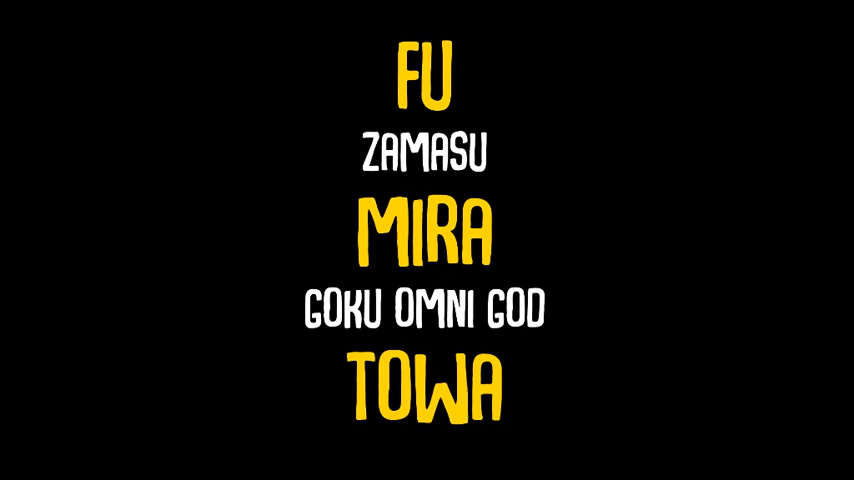 FU
ZAMASU
MIRA
GOKU OMNI GOD
TOWA